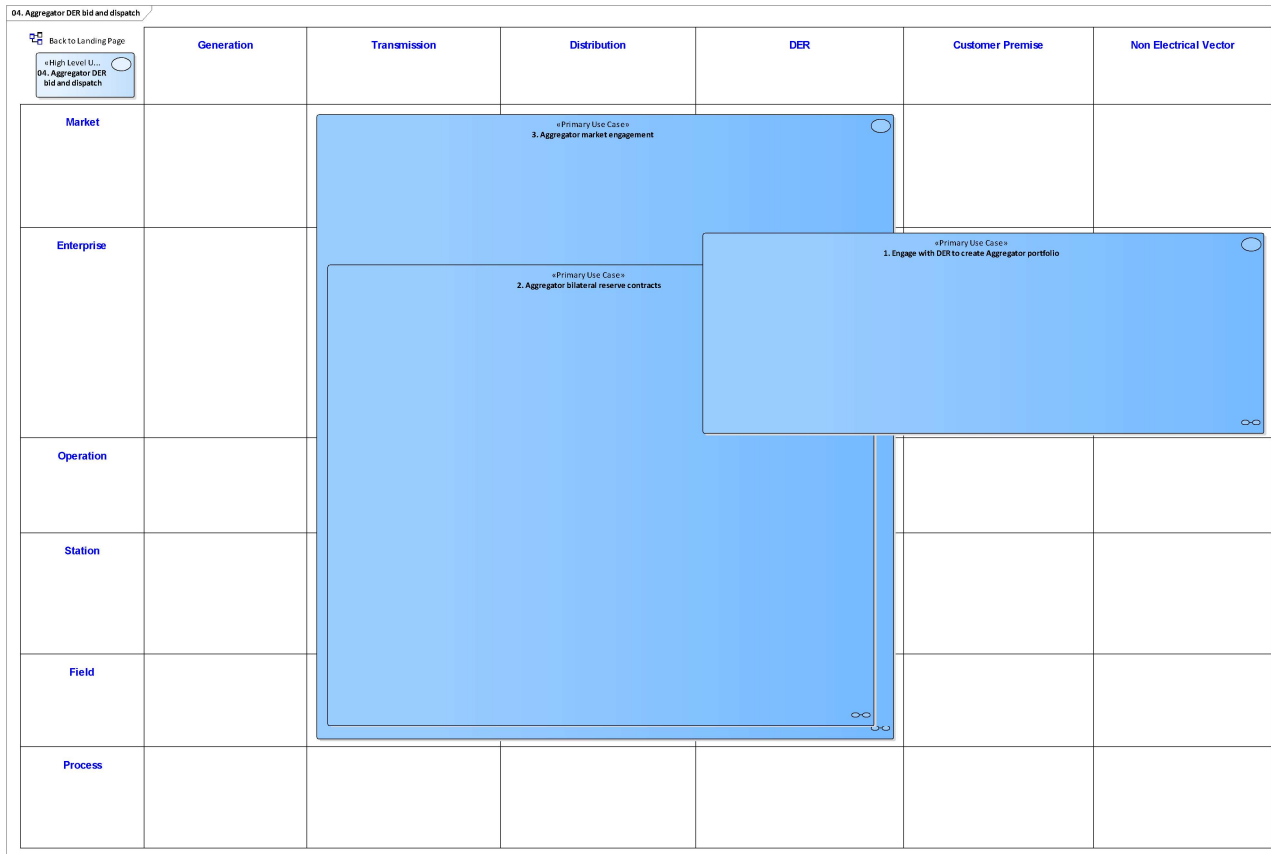 04. Aggregator DER bid and dispatch
Back to Landing Page
«High Level U...
04. Aggregator DER
bid and dispatch
Generation
Transmission
Distribution
DER
Customer Premise
Non Electrical Vector
Market
«Primary Use Case»
3. Aggregator market engagement
Enterprise
«Primary Use Case»
1. Engage with DER to create Aggregator portfolio
«Primary Use Case»
2. Aggregator bilateral reserve contracts
Operation
Station
Field
Process